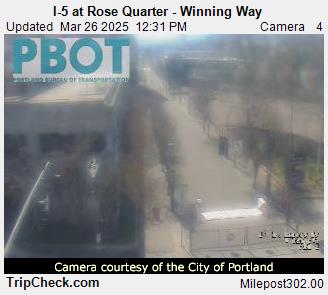 I-5 at Rose Quarter - Winning Way
Updated Mar 26 2025 12:31 PM Camera 4
PBOT
PORTLAND BUREAU OF TRANSPORTATION
Camera courtesy of the City of Portland
TripCheck.com Milepost302.00